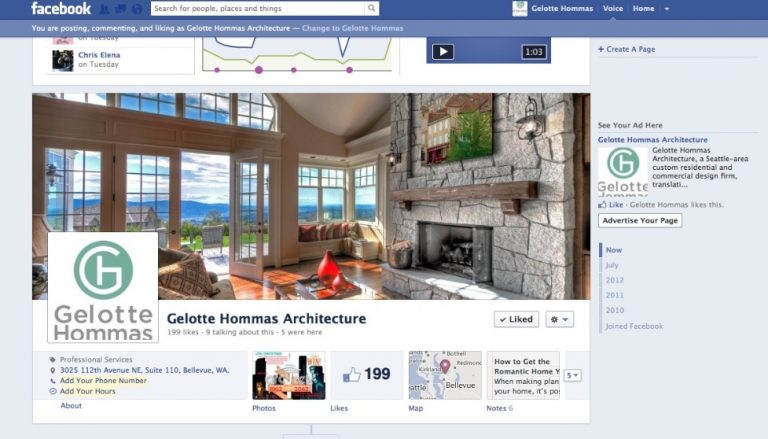 facebook
Search for people, places and things
Gelotte Hommas
Voice
Home
You are posting, commenting, and liking as Gelotte Hommas Architecture — Change to Gelotte Hommas
on Tuesday
Chris Elena
on Tuesday
1:03
+ Create A Page
See Your Ad Here
Gelotte Hommas Architecture
Gelotte Hommas Architecture, a Seattle-area custom residential and commercial design firm, translati...
Gelotte
Hommas
Like · Gelotte Hommas likes this.
Advertise Your Page
Now
July
2012
2011
2010
Joined Facebook
Gelotte
Hommas
Gelotte Hommas Architecture
199 likes · 9 talking about this · 5 were here
Liked
Professional Services
3025 112th Avenue NE, Suite 110, Bellevue, WA.
Add Your Phone Number
Add Your Hours
About
1962
2062
Photos
199
Likes
Bothell
Kirkland
Redmond
Seattle
Bellevue
Map
How to Get the
Romantic Home Y
When making plan
your home, it's pos
Notes 6
5